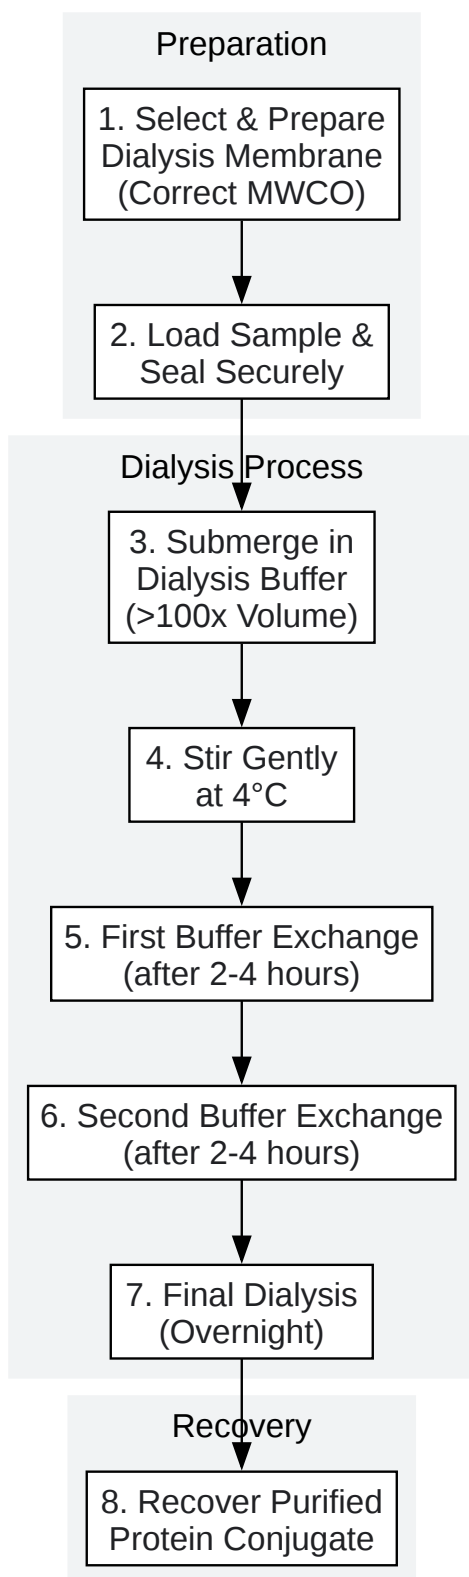 Preparation
1. Select & Prepare
Dialysis Membrane
(Correct MWCO)
2. Load Sample &
Seal Securely
Dialysis Process
3. Submerge in
Dialysis Buffer
(>100x Volume)
4. Stir Gently
at 4°C
5. First Buffer Exchange
(after 2-4 hours)
6. Second Buffer Exchange
(after 2-4 hours)
7. Final Dialysis
(Overnight)
Recovery
8. Recover Purified
Protein Conjugate